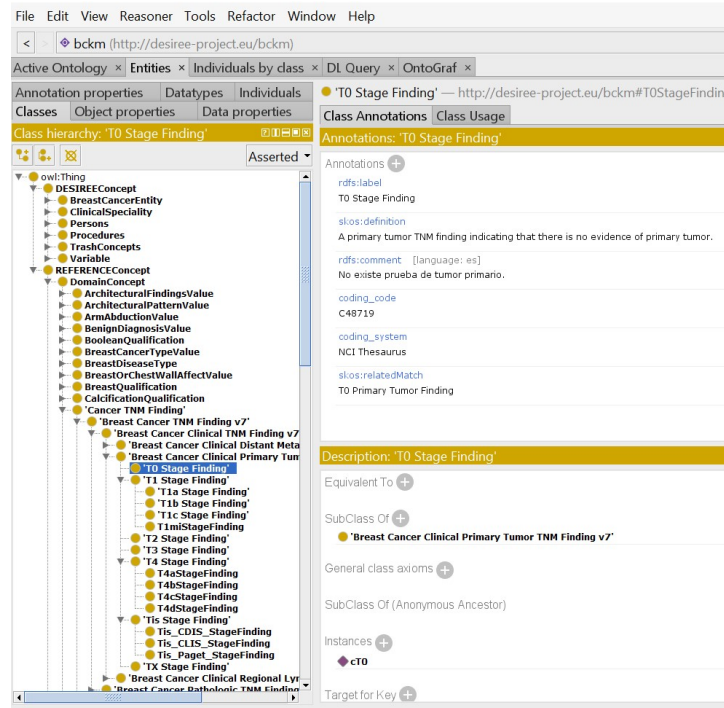 File Edit View Reasoner Tools Refactor Window Help
< > bckm (http://desiree-project.eu/bckm)
Active Ontology × Entities × Individuals by class × DL Query × OntoGraf ×
Annotation properties Datatypes Individuals
Classes Object properties Data properties
Class hierarchy: 'T0 Stage Finding'
Asserted
owl:Thing
DESIREEConcept
BreastCancerEntity
ClinicalSpeciality
Persons
Procedures
TrashConcepts
Variable
REFERENCEConcept
DomainConcept
ArchitecturalFindingsValue
ArchitecturalPatternValue
ArmAbductionValue
BenignDiagnosisValue
BooleanQualification
BreastCancerTypeValue
BreastDiseaseType
BreastOrChestWallAffectValue
BreastQualification
CalcificationQualification
'Cancer TNM Finding'
'Breast Cancer TNM Finding v7'
'Breast Cancer Clinical TNM Finding v7
'Breast Cancer Clinical Distant Meta
'Breast Cancer Clinical Primary Tum
'T0 Stage Finding'
'T1 Stage Finding'
'T1a Stage Finding'
'T1b Stage Finding'
'T1c Stage Finding'
T1miStageFinding
'T2 Stage Finding'
'T3 Stage Finding'
'T4 Stage Finding'
T4aStageFinding
T4bStageFinding
T4cStageFinding
T4dStageFinding
'Tis Stage Finding'
Tis_CDIS_StageFinding
Tis_CLIS_StageFinding
Tis_Paget_StageFinding
'TX Stage Finding'
'Breast Cancer Clinical Regional Lyr
'Breast Cancer Pathologic TNM Finding
'T0 Stage Finding' — http://desiree-project.eu/bckm#T0StageFindin
Class Annotations Class Usage
Annotations: 'T0 Stage Finding'
Annotations
rdfs:label
T0 Stage Finding
skos:definition
A primary tumor TNM finding indicating that there is no evidence of primary tumor.
rdfs:comment [language: es]
No existe prueba de tumor primario.
coding_code
C48719
coding_system
NCI Thesaurus
skos:relatedMatch
T0 Primary Tumor Finding
Description: 'T0 Stage Finding'
Equivalent To
SubClass Of
'Breast Cancer Clinical Primary Tumor TNM Finding v7'
General class axioms
SubClass Of (Anonymous Ancestor)
Instances
cT0
Target for Key